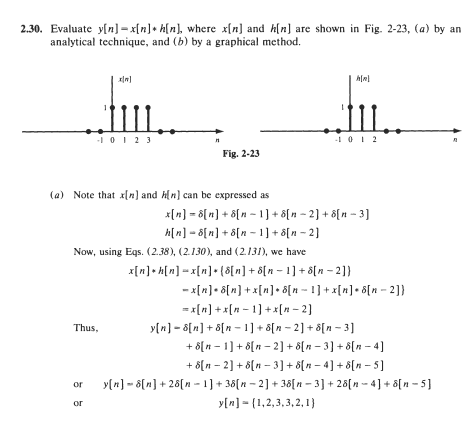 2.30. Evaluate y[n] = x[n] * h[n], where x[n] and h[n] are shown in Fig. 2-23, (a) by an
analytical technique, and (b) by a graphical method.
x[n]
h[n]
1
1
-1 0 1 2 3 n
-1 0 1 2 n
Fig. 2-23
(a) Note that x[n] and h[n] can be expressed as
x[n] = δ[n] + δ[n − 1] + δ[n − 2] + δ[n − 3]
h[n] = δ[n] + δ[n − 1] + δ[n − 2]
Now, using Eqs. (2.38), (2.130), and (2.131), we have
x[n] * h[n] = x[n] * {δ[n] + δ[n − 1] + δ[n − 2]}
= x[n] * δ[n] + x[n] * δ[n − 1] + x[n] * δ[n − 2]}
= x[n] + x[n − 1] + x[n − 2]
Thus, y[n] = δ[n] + δ[n − 1] + δ[n − 2] + δ[n − 3]
+ δ[n − 1] + δ[n − 2] + δ[n − 3] + δ[n − 4]
+ δ[n − 2] + δ[n − 3] + δ[n − 4] + δ[n − 5]
or y[n] = δ[n] + 2δ[n − 1] + 3δ[n − 2] + 3δ[n − 3] + 2δ[n − 4] + δ[n − 5]
or y[n] = {1, 2, 3, 3, 2, 1}